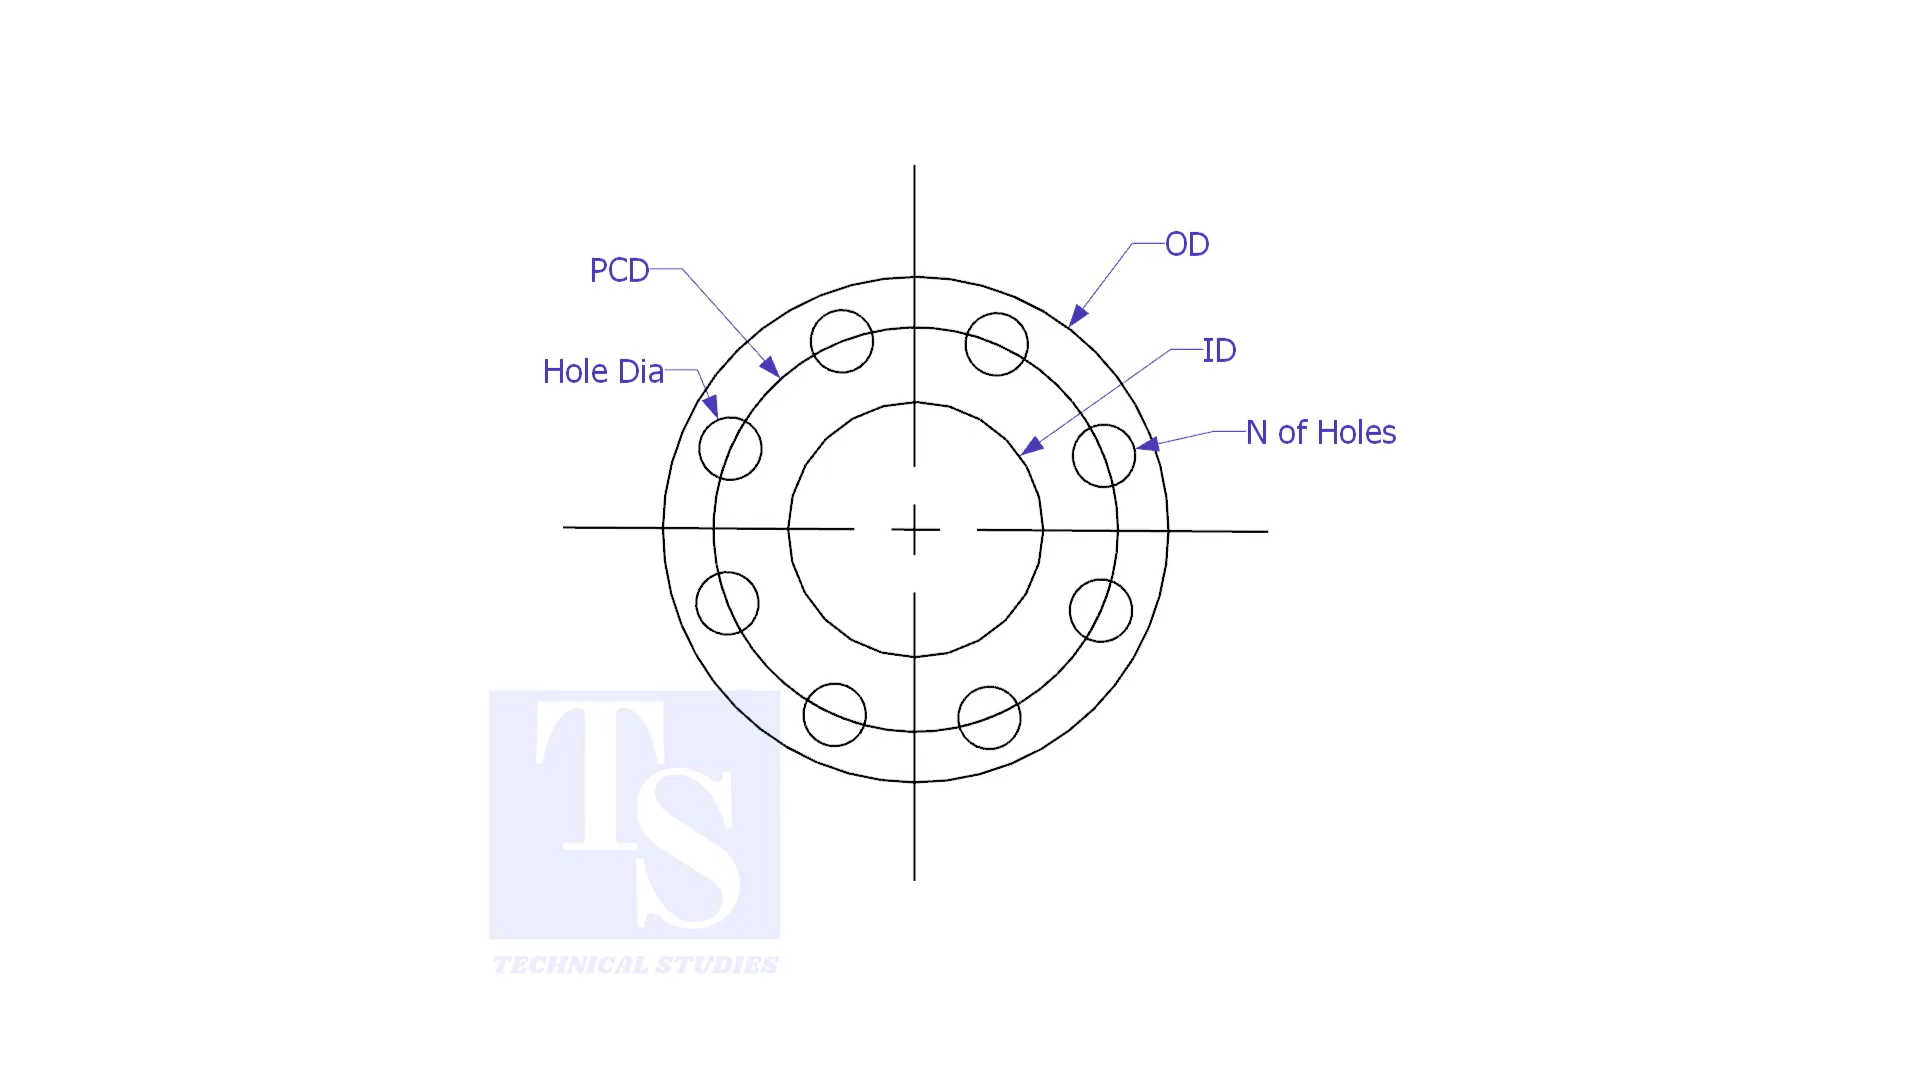 OD
PCD
ID
Hole Dia
N of Holes
TS
TECHNICAL STUDIES